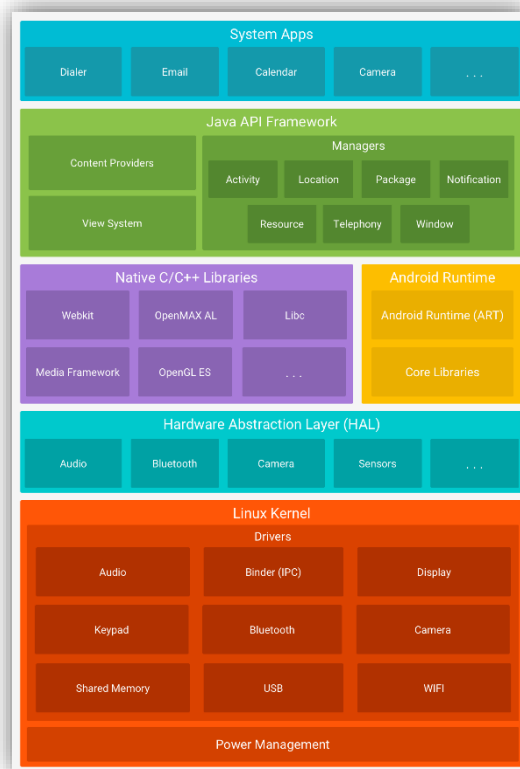 System Apps
Dialer
Email
Calendar
Camera
. . .
Java API Framework
Content Providers
View System
Managers
Activity
Location
Package
Notification
Resource
Telephony
Window
Native C/C++ Libraries
Webkit
OpenMAX AL
Libc
Media Framework
OpenGL ES
. . .
Android Runtime
Android Runtime (ART)
Core Libraries
Hardware Abstraction Layer (HAL)
Audio
Bluetooth
Camera
Sensors
. . .
Linux Kernel
Drivers
Audio
Binder (IPC)
Display
Keypad
Bluetooth
Camera
Shared Memory
USB
WIFI
Power Management